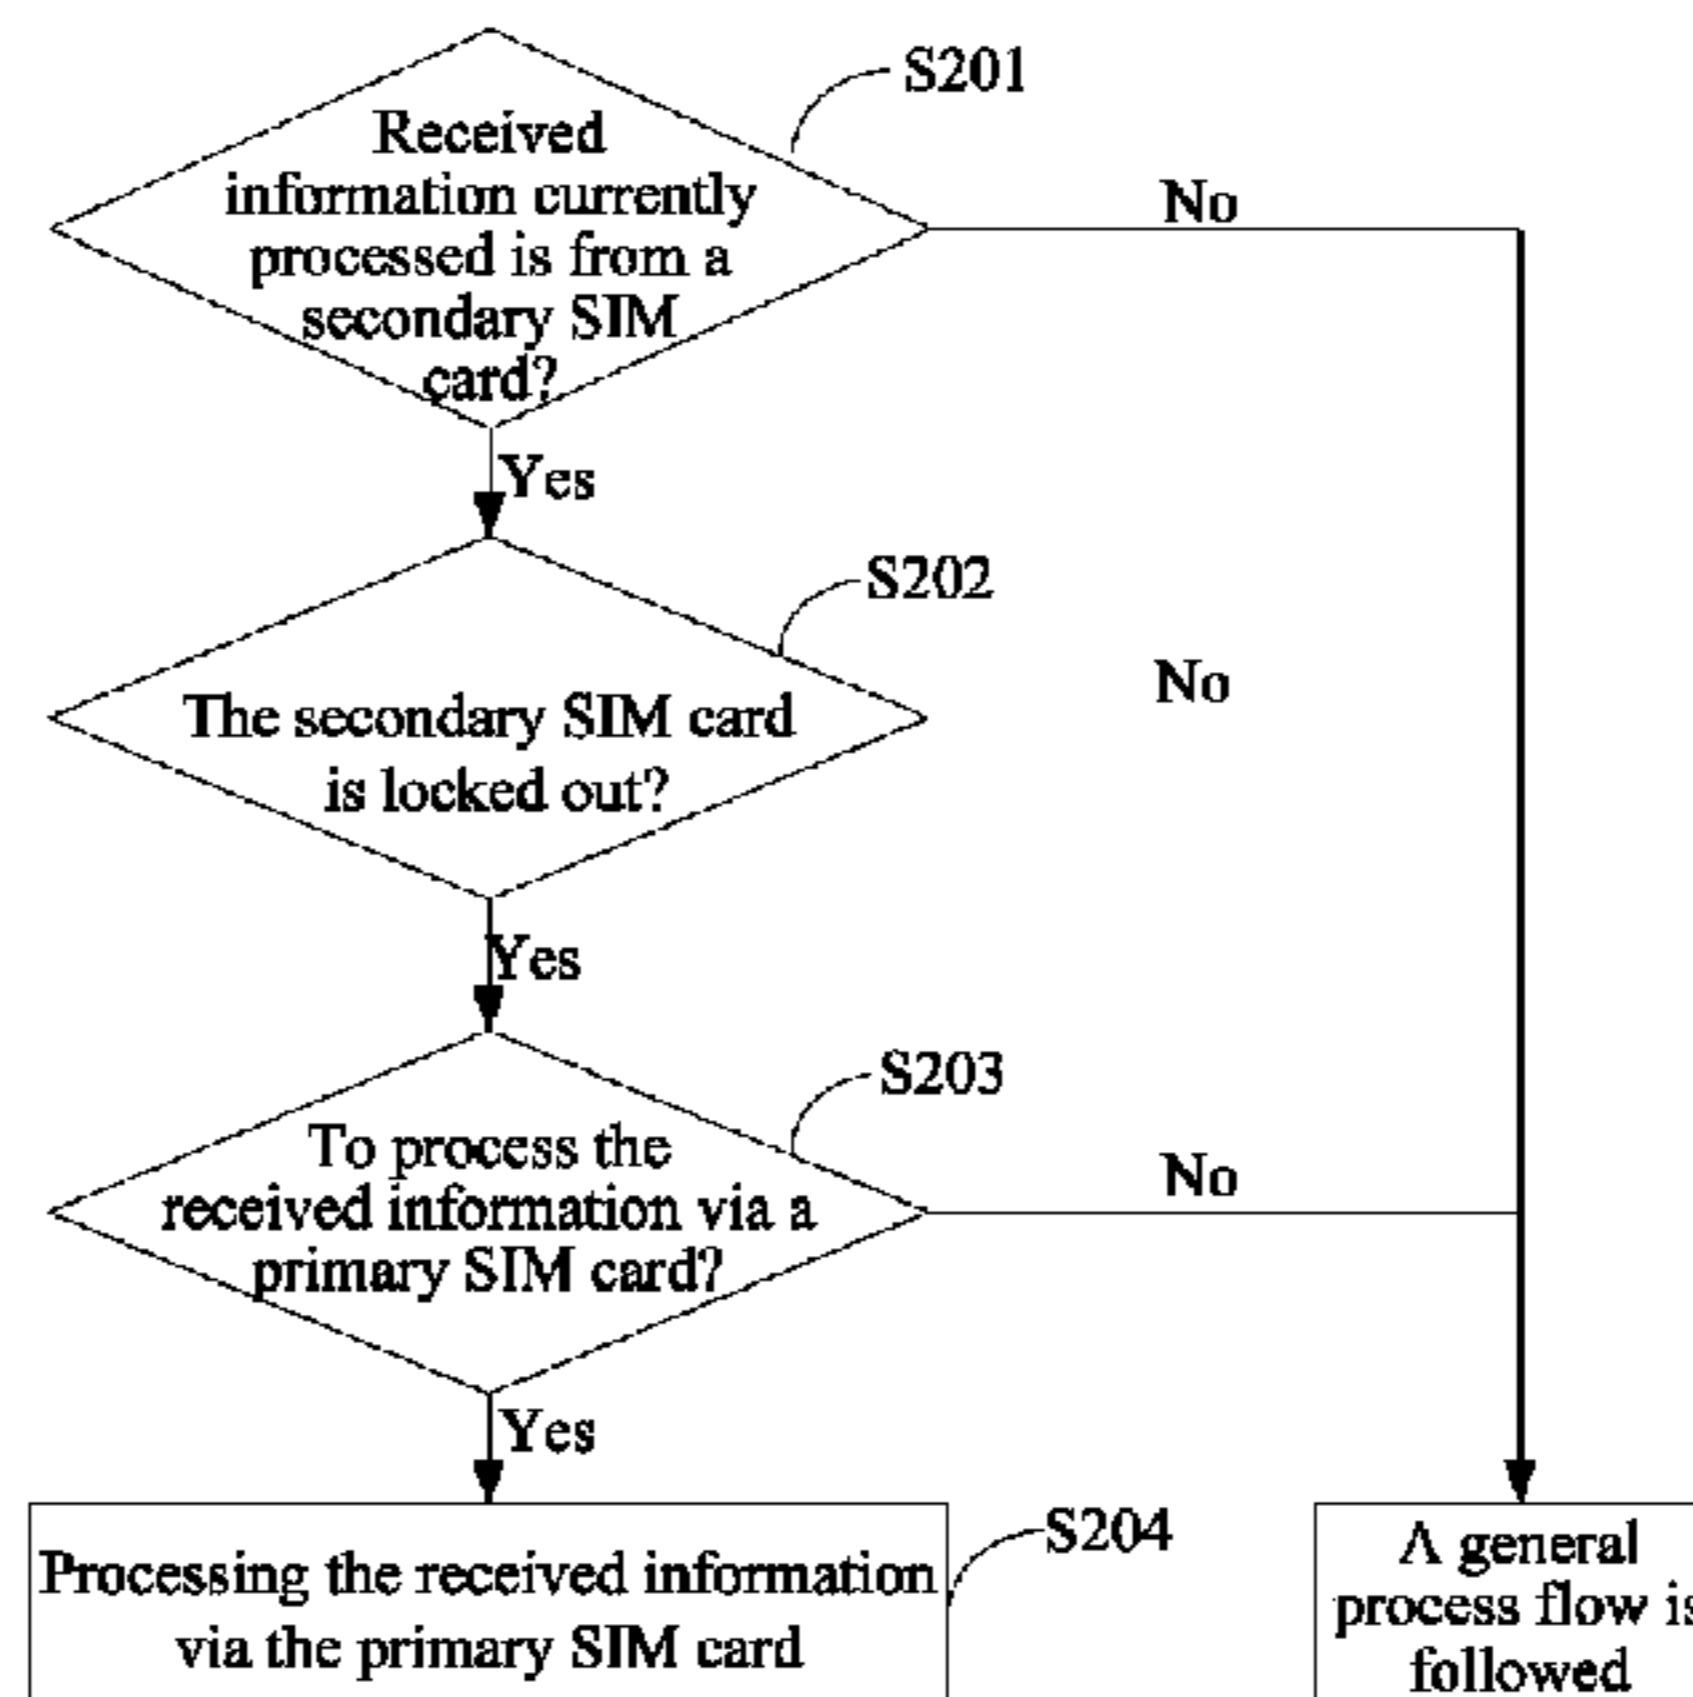 S201
Received
information currently
processed is from a
secondary SIM
card?
No
Yes
S202
The secondary SIM card
is locked out?
No
Yes
S203
To process the
received information via a
primary SIM card?
No
Yes
S204
Processing the received information
via the primary SIM card
A general
process flow is
followed